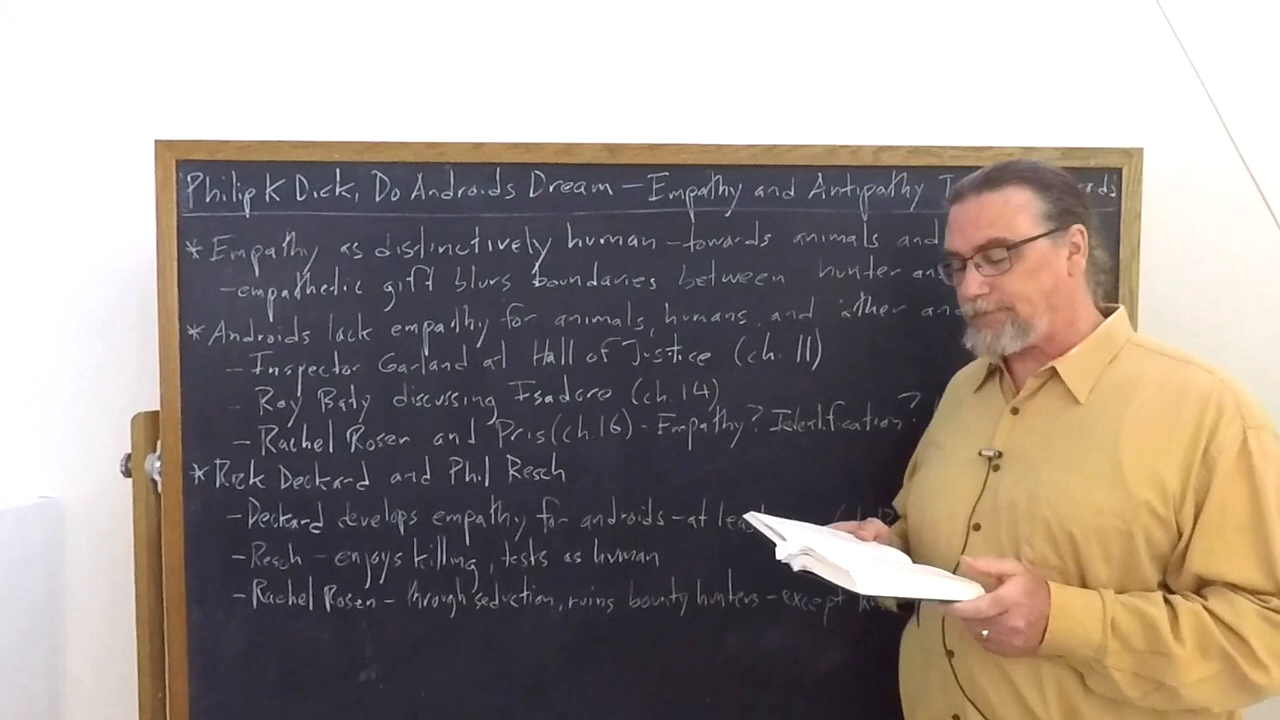 Philip K Dick, Do Androids Dream – Empathy and Antipathy
* Empathy as distinctively human – towards animals and
- empathetic gift blurs boundaries between hunter
* Androids lack empathy for animals, humans, and other
- Inspector Garland at Hall of Justice (ch. 11)
- Roy Baty discussing Isadore (ch. 14)
- Rachel Rosen and Pris (ch. 16) - Empathy? Identification?
* Rick Deckard and Phil Resch
- Deckard develops empathy for androids – at
- Resch – enjoys killing, tests as human
- Rachel Rosen – through seduction, ruins bounty hunters – except